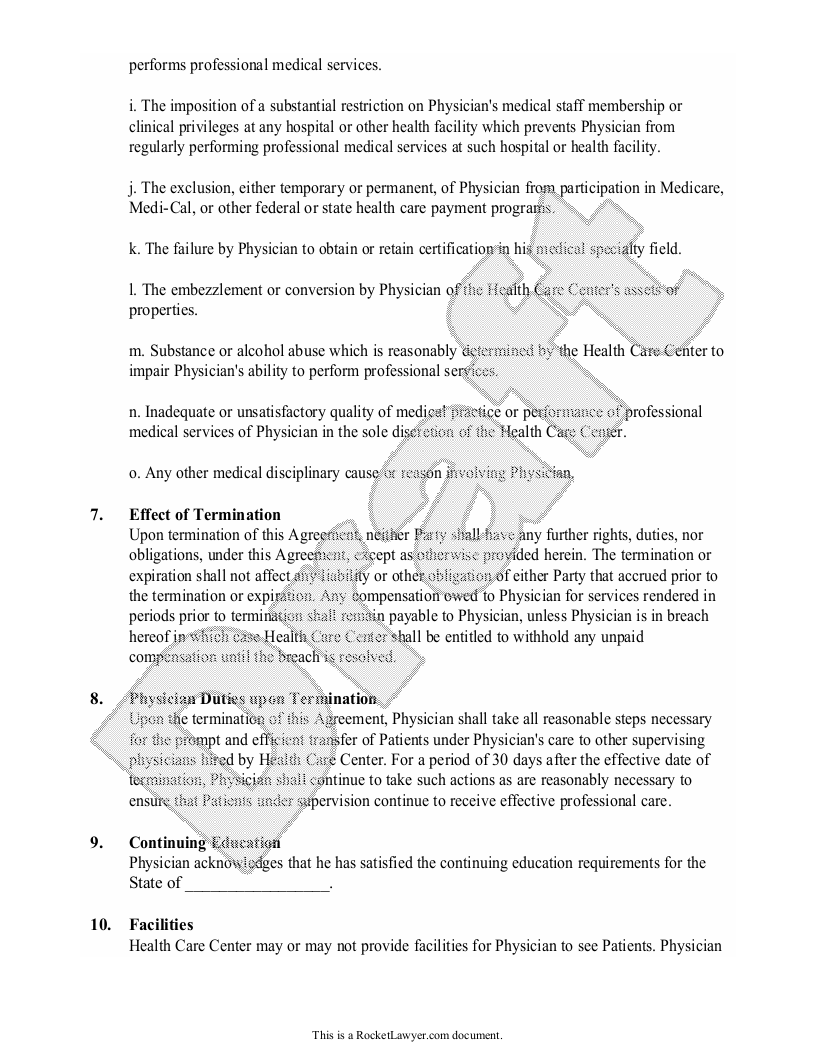 performs professional medical services.
i. The imposition of a substantial restriction on Physician's medical staff membership or
clinical privileges at any hospital or other health facility which prevents Physician from
regularly performing professional medical services at such hospital or health facility.
j. The exclusion, either temporary or permanent, of Physician from participation in Medicare,
Medi-Cal, or other federal or state health care payment programs.
k. The failure by Physician to obtain or retain certification in his medical specialty field.
l. The embezzlement or conversion by Physician of the Health Care Center's assets or
properties.
m. Substance or alcohol abuse which is reasonably determined by the Health Care Center to
impair Physician's ability to perform professional services.
n. Inadequate or unsatisfactory quality of medical practice or performance of professional
medical services of Physician in the sole discretion of the Health Care Center.
o. Any other medical disciplinary cause or reason involving Physician.
7. Effect of Termination
Upon termination of this Agreement, neither Party shall have any further rights, duties, nor
obligations, under this Agreement, except as otherwise provided herein. The termination or
expiration shall not affect any liability or other obligation of either Party that accrued prior to
the termination or expiration. Any compensation owed to Physician for services rendered in
periods prior to termination shall remain payable to Physician, unless Physician is in breach
hereof in which case Health Care Center shall be entitled to withhold any unpaid
compensation until the breach is resolved.
8. Physician Duties upon Termination
Upon the termination of this Agreement, Physician shall take all reasonable steps necessary
for the prompt and efficient transfer of Patients under Physician's care to other supervising
physicians hired by Health Care Center. For a period of 30 days after the effective date of
termination, Physician shall continue to take such actions as are reasonably necessary to
ensure that Patients under supervision continue to receive effective professional care.
9. Continuing Education
Physician acknowledges that he has satisfied the continuing education requirements for the
State of __________________.
10. Facilities
Health Care Center may or may not provide facilities for Physician to see Patients. Physician
Draft
This is a RocketLawyer.com document.